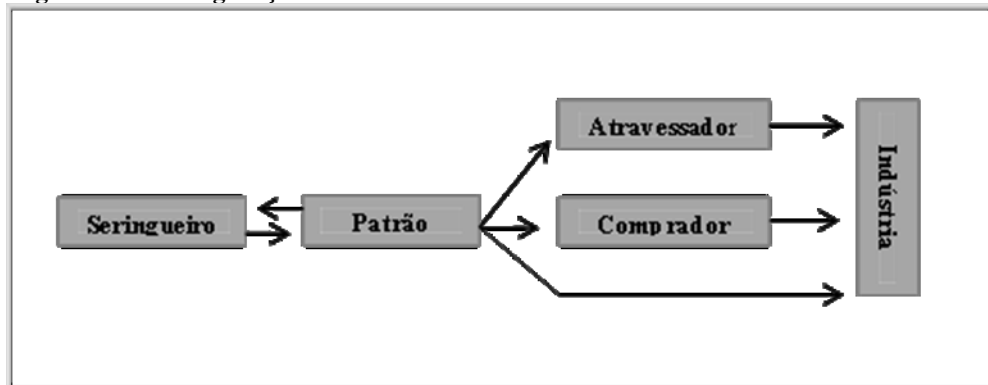 Atravessador
Seringueiro
Patrão
Comprador
Indústria